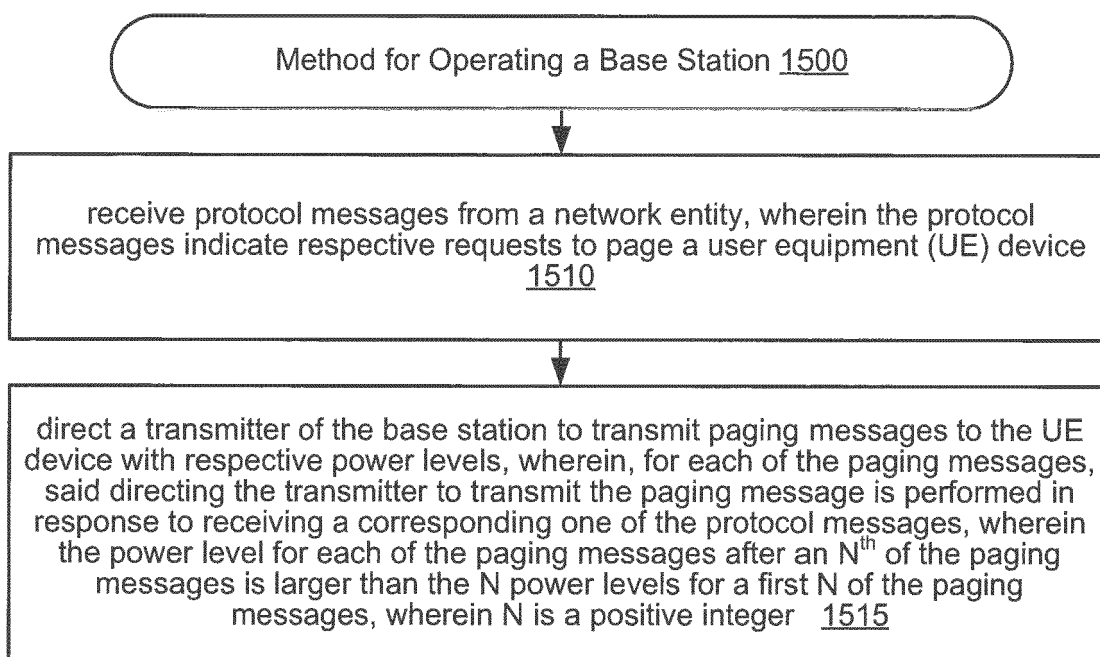 Method for Operating a Base Station 1500
receive protocol messages from a network entity, wherein the protocol
messages indicate respective requests to page a user equipment (UE) device
1510
direct a transmitter of the base station to transmit paging messages to the UE
device with respective power levels, wherein, for each of the paging messages,
said directing the transmitter to transmit the paging message is performed in
response to receiving a corresponding one of the protocol messages, wherein
the power level for each of the paging messages after an Nth of the paging
messages is larger than the N power levels for a first N of the paging
messages, wherein N is a positive integer 1515